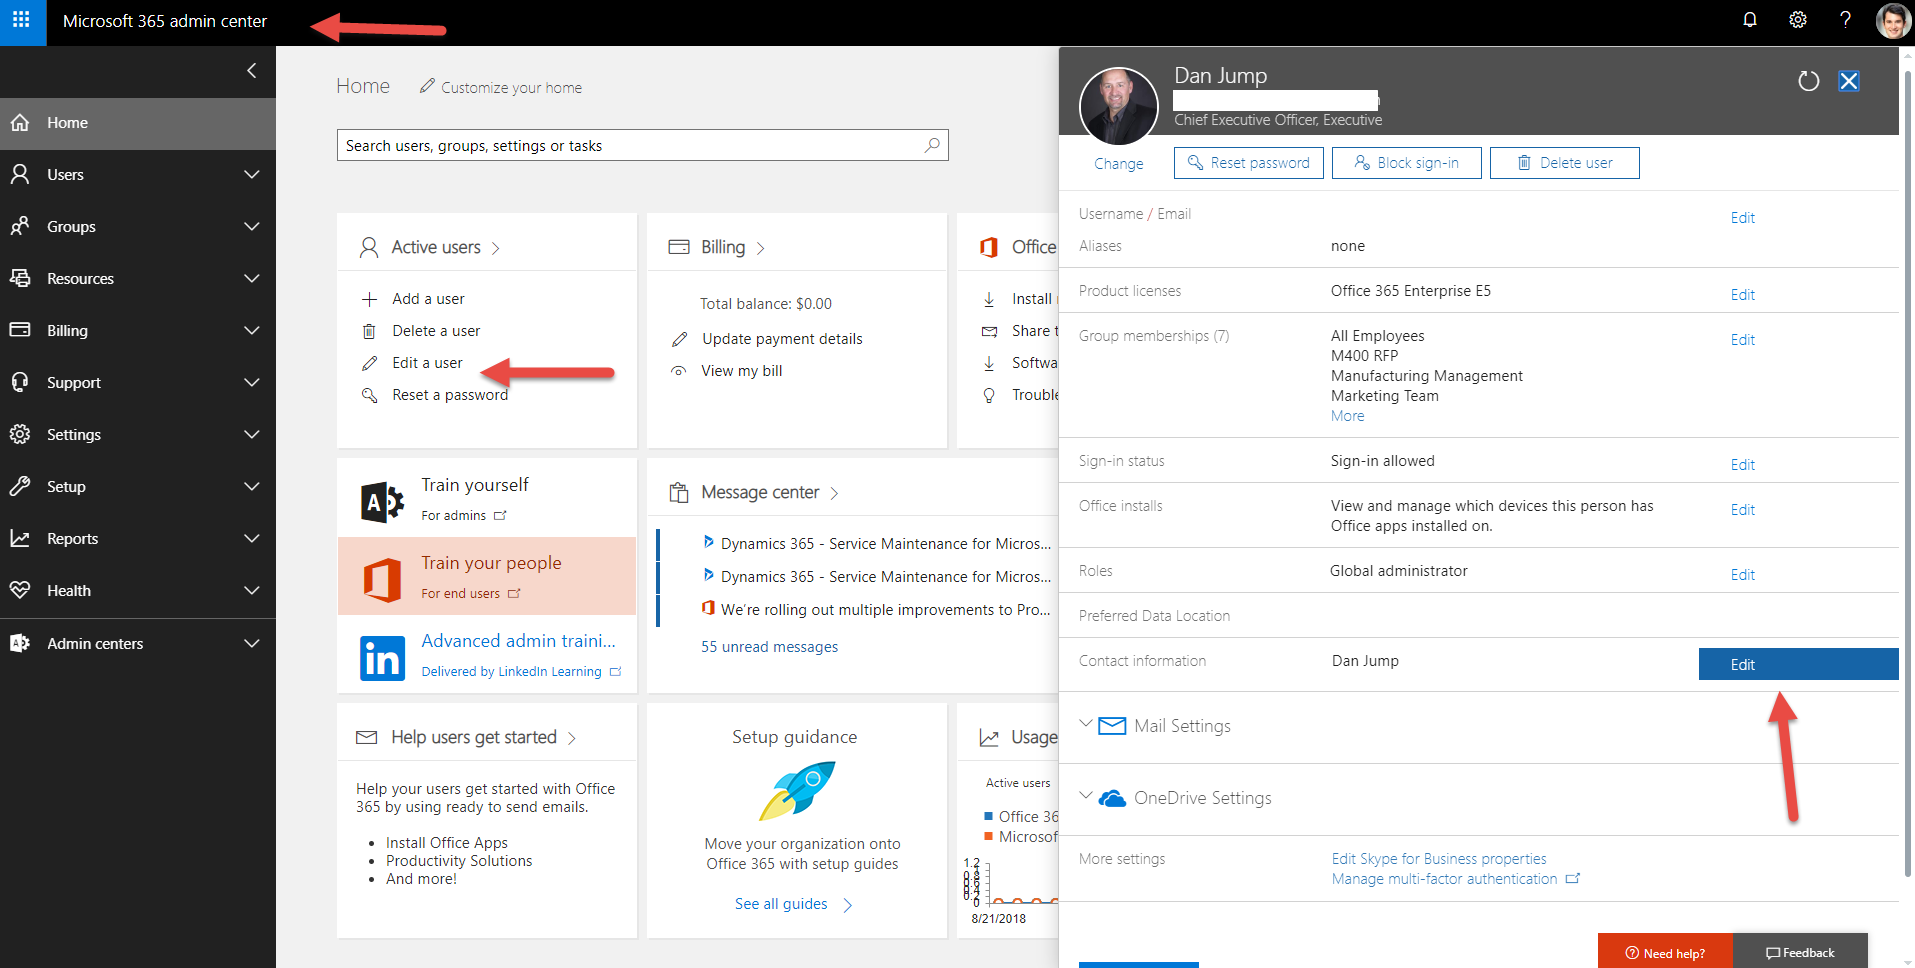 Microsoft 365 admin center
?
Home
Users
Groups
Resources
Billing
Support
Settings
Setup
Reports
Health
Admin centers
Home
Customize your home
Search users, groups, settings or tasks
Active users
Add a user
Delete a user
Edit a user
Reset a password
Billing
Total balance: $0.00
Update payment details
View my bill
Office
Install
Share t
Softwa
Trouble
Train yourself
For admins
Train your people
For end users
in
Advanced admin traini...
Delivered by LinkedIn Learning
Message center
Dynamics 365 - Service Maintenance for Micros...
Dynamics 365 - Service Maintenance for Micros...
We're rolling out multiple improvements to Pro...
55 unread messages
Help users get started
Help your users get started with Office
365 by using ready to send emails.
Install Office Apps
Productivity Solutions
And more!
Setup guidance
Move your organization onto
Office 365 with setup guides
See all guides
Usage
Active users
Office 36
Microsof
1.2
1
0.8
0.6
0.4
0.2
0
8/21/2018
Dan Jump
Chief Executive Officer, Executive
Change
Reset password
Block sign-in
Delete user
Username / Email
Edit
Aliases
none
Product licenses
Office 365 Enterprise E5
Edit
Group memberships (7)
All Employees
Edit
M400 RFP
Manufacturing Management
Marketing Team
More
Sign-in status
Sign-in allowed
Edit
Office installs
View and manage which devices this person has
Office apps installed on.
Edit
Roles
Global administrator
Edit
Preferred Data Location
Contact information
Dan Jump
Edit
Mail Settings
OneDrive Settings
More settings
Edit Skype for Business properties
Manage multi-factor authentication
Need help?
Feedback